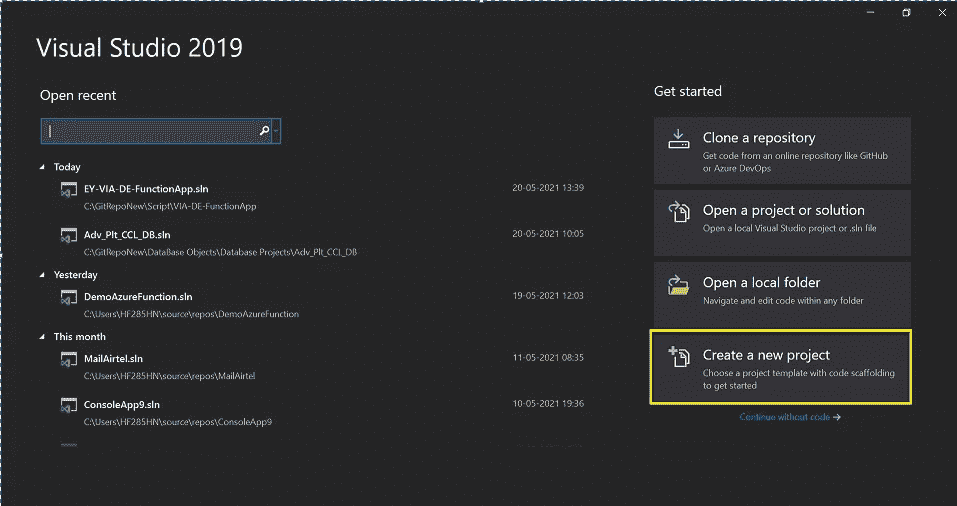 Visual Studio 2019
Open recent
Today
EY-VIA-DE-FunctionApp.sln 20-05-2021 13:39
C:\GitRepoNew\Script\VIA-DE-FunctionApp
Adv_Plt_CCL_DB.sln 20-05-2021 10:05
C:\GitRepoNew\DataBase Objects\Database Projects\Adv_Plt_CCL_DB
Yesterday
DemoAzureFunction.sln 19-05-2021 12:03
C:\Users\HF285HN\source\repos\DemoAzureFunction
This month
MailAirtel.sln 11-05-2021 08:35
C:\Users\HF285HN\source\repos\MailAirtel
ConsoleApp9.sln 10-05-2021 19:36
C:\Users\HF285HN\source\repos\ConsoleApp9
Get started
Clone a repository
Get code from an online repository like GitHub
or Azure DevOps
Open a project or solution
Open a local Visual Studio project or .sln file
Open a local folder
Navigate and edit code within any folder
Create a new project
Choose a project template with code scaffolding
to get started
Continue without code →